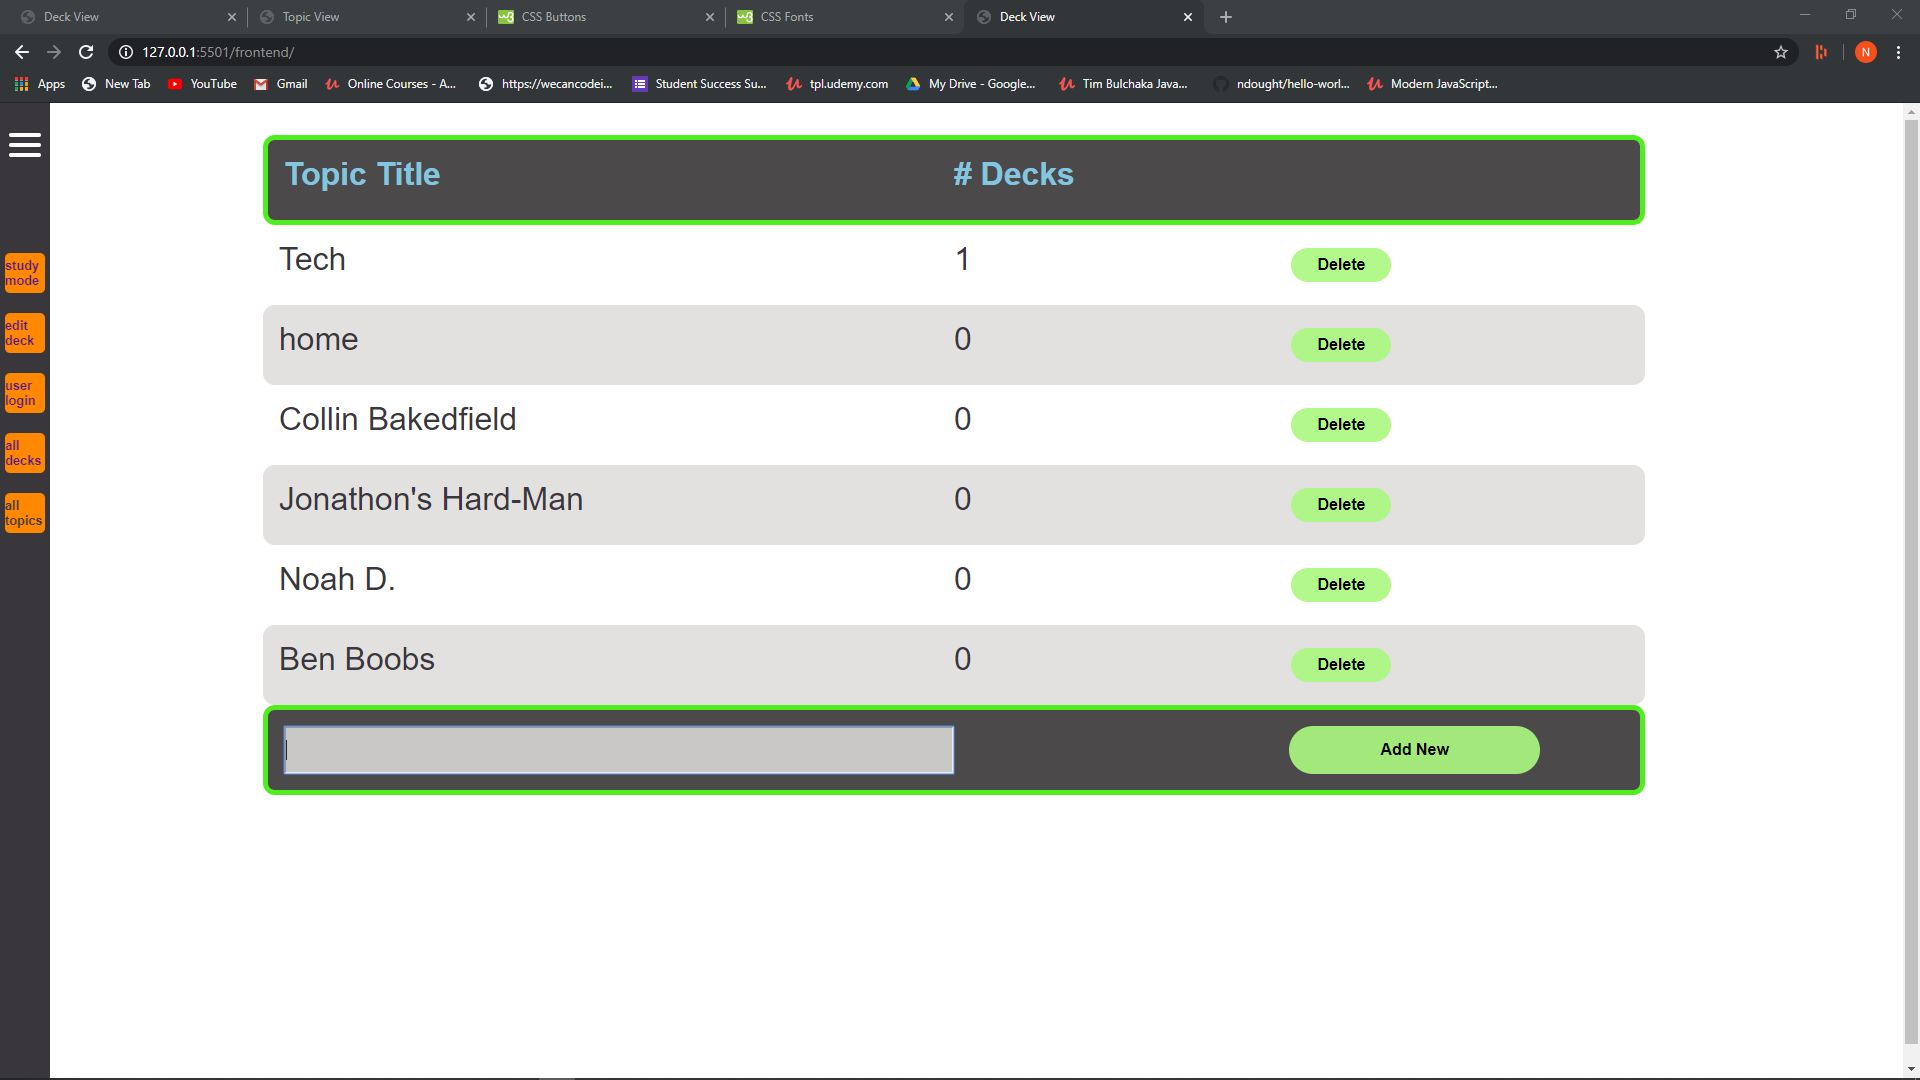 Deck View
Topic View
CSS Buttons
CSS Fonts
Deck View
127.0.0.1:5501/frontend/
N
Apps
New Tab
YouTube
Gmail
Online Courses - A...
https://wecancodei...
Student Success Su...
tpl.udemy.com
My Drive - Google...
Tim Bulchaka Java...
ndought/hello-worl...
Modern JavaScript...
study
mode
edit
deck
user
login
all
decks
all
topics
Topic Title # Decks
Tech 1 Delete
home 0 Delete
Collin Bakedfield 0 Delete
Jonathon's Hard-Man 0 Delete
Noah D. 0 Delete
Ben Boobs 0 Delete
Add New